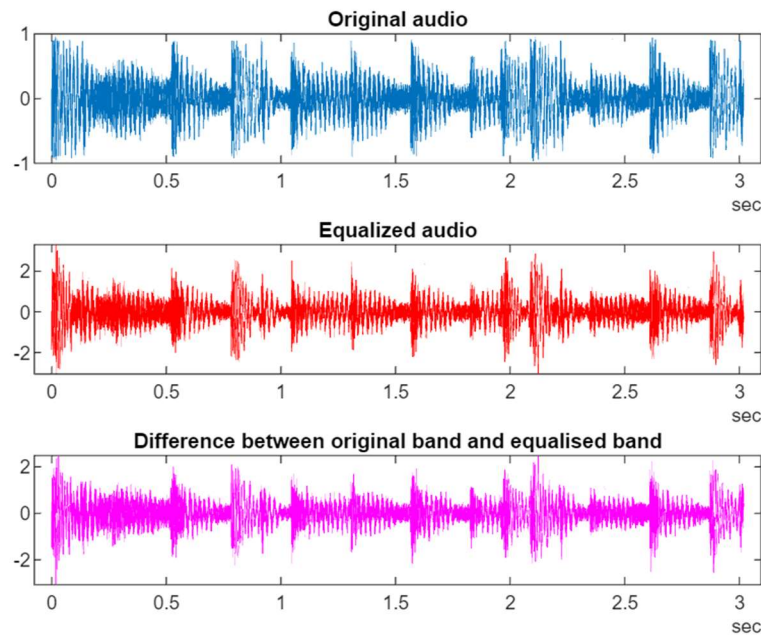 Original audio
1
0
-1
0 0.5 1 1.5 2 2.5 3
sec
Equalized audio
2
0
-2
0 0.5 1 1.5 2 2.5 3
sec
Difference between original band and equalised band
2
0
-2
0 0.5 1 1.5 2 2.5 3
sec